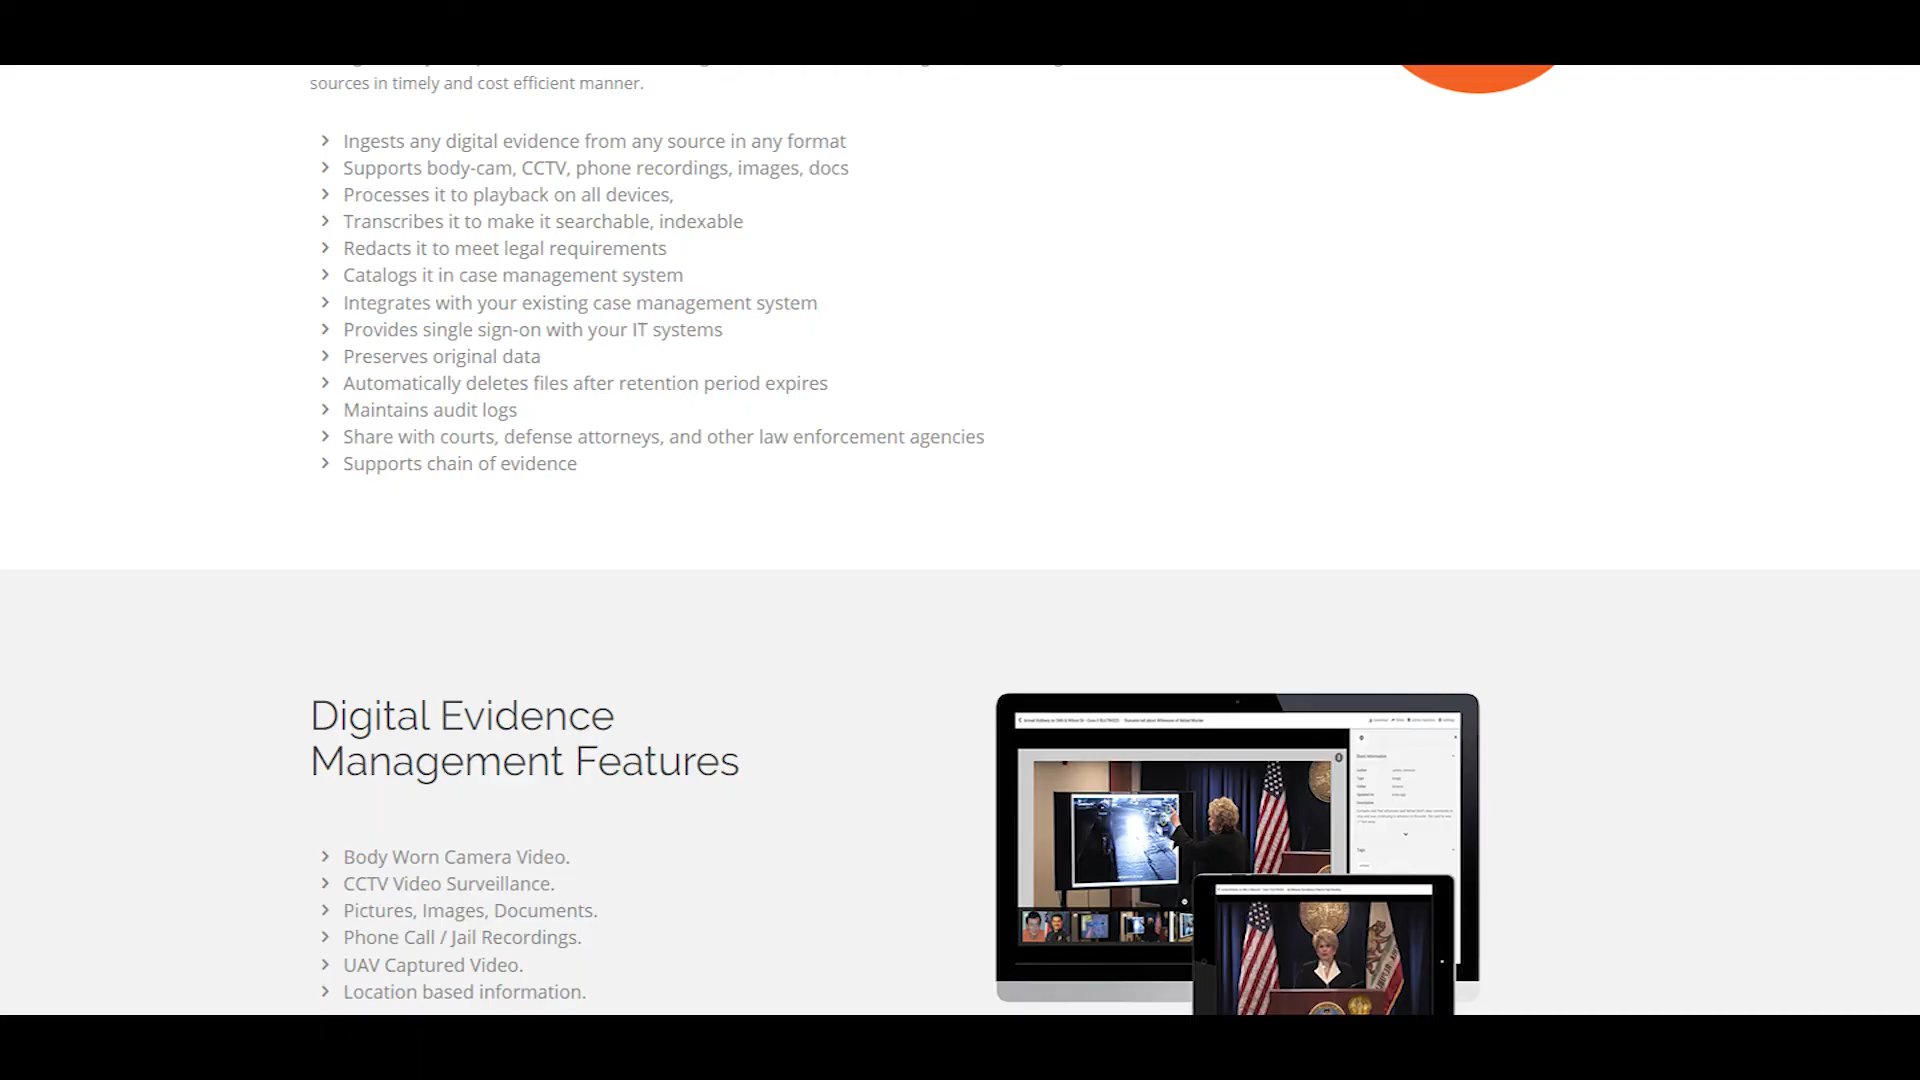 sources in timely and cost efficient manner.
Ingests any digital evidence from any source in any format
Supports body-cam, CCTV, phone recordings, images, docs
Processes it to playback on all devices,
Transcribes it to make it searchable, indexable
Redacts it to meet legal requirements
Catalogs it in case management system
Integrates with your existing case management system
Provides single sign-on with your IT systems
Preserves original data
Automatically deletes files after retention period expires
Maintains audit logs
Share with courts, defense attorneys, and other law enforcement agencies
Supports chain of evidence
Digital Evidence
Management Features
Body Worn Camera Video.
CCTV Video Surveillance.
Pictures, Images, Documents.
Phone Call / Jail Recordings.
UAV Captured Video.
Location based information.